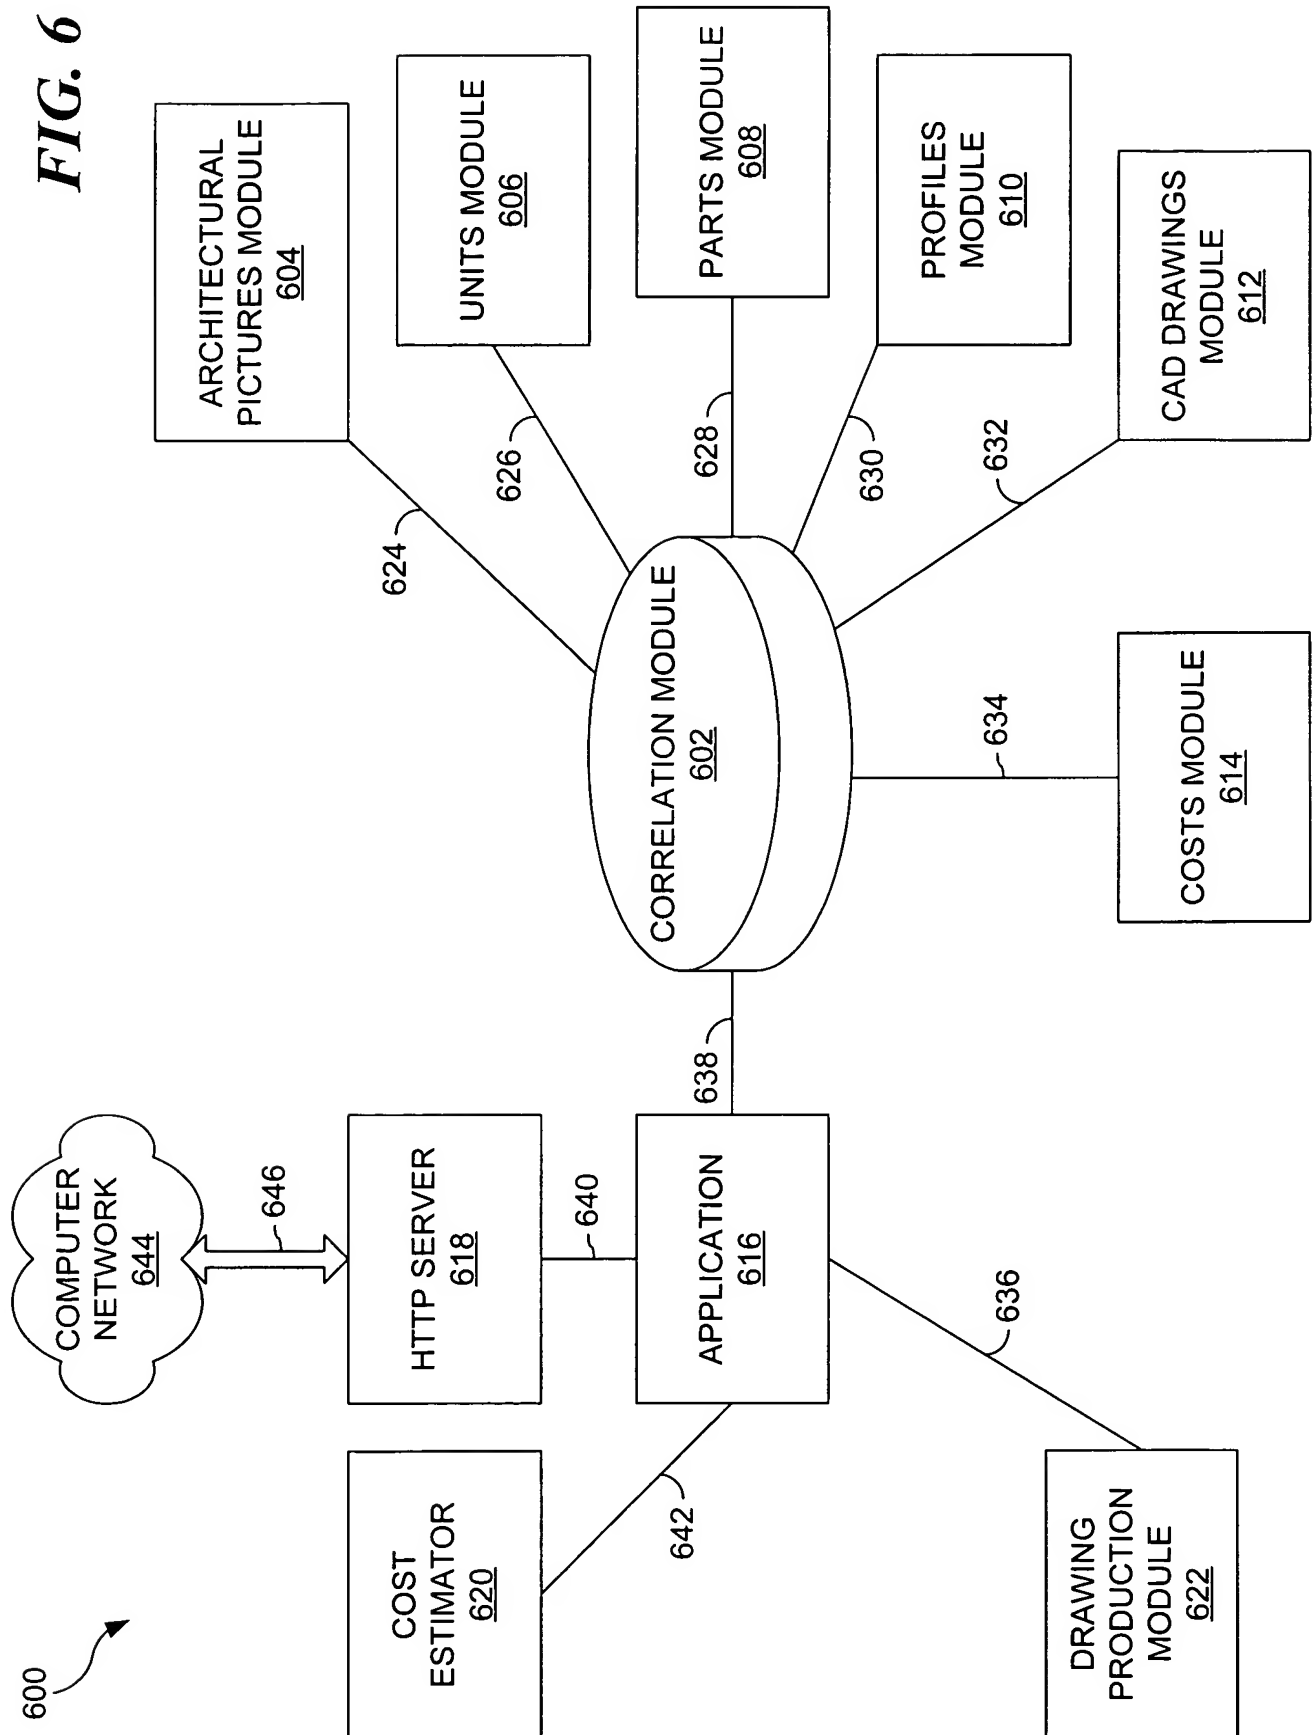 FIG. 6
600
COMPUTER
NETWORK
644
646
COST
ESTIMATOR
620
HTTP SERVER
618
640
642
APPLICATION
616
638
636
DRAWING
PRODUCTION
MODULE
622
CORRELATION MODULE
602
624
ARCHITECTURAL
PICTURES MODULE
604
626
UNITS MODULE
606
628
PARTS MODULE
608
630
PROFILES
MODULE
610
632
CAD DRAWINGS
MODULE
612
634
COSTS MODULE
614